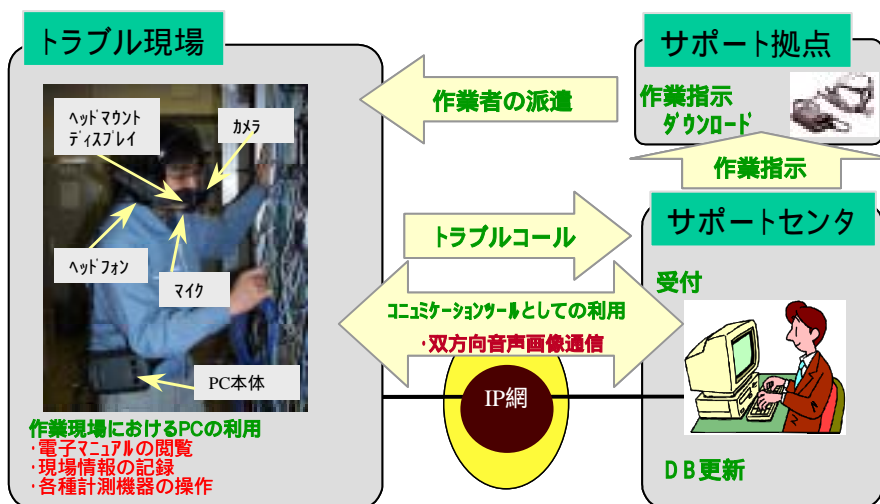 トラブル現場
ﾍｯﾄﾞﾏｳﾝﾄ
ﾃﾞｨｽﾌﾟﾚｲ
ｶﾒﾗ
ﾍｯﾄﾞﾌｫﾝ
ﾏｲｸ
PC本体
作業現場におけるPCの利用
・電子ﾏﾆｭｱﾙの閲覧
・現場情報の記録
・各種計測機器の操作
作業者の派遣
トラブルコール
ｺﾆｭﾐｹｰｼｮﾝﾂｰﾙとしての利用
・双方向音声画像通信
IP網
サポート拠点
作業指示
ﾀﾞｳﾝﾛｰﾄﾞ
作業指示
サポートセンタ
受付
ＤＢ更新